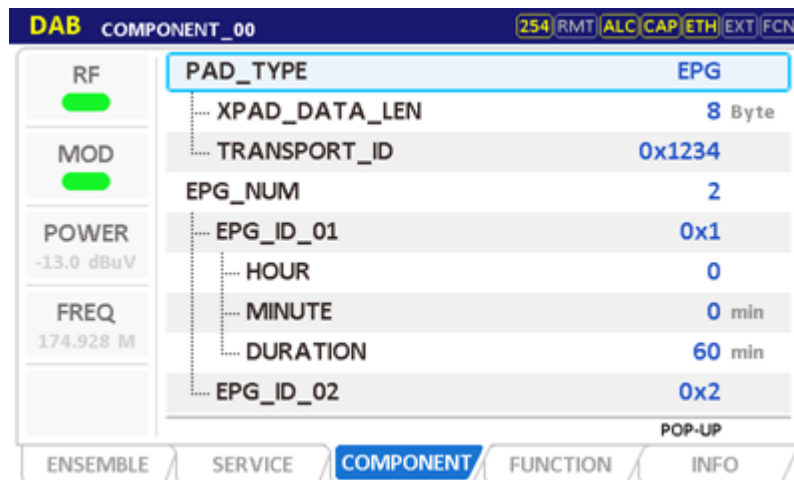 DAB COMPONENT_00 254 RMT ALC CAP ETH EXT FCN
RF
MOD
POWER
-13.0 dBuV
FREQ
174.928 M
PAD_TYPE EPG
XPAD_DATA_LEN 8 Byte
TRANSPORT_ID 0x1234
EPG_NUM 2
EPG_ID_01 0x1
HOUR 0
MINUTE 0 min
DURATION 60 min
EPG_ID_02 0x2
POP-UP
ENSEMBLE SERVICE COMPONENT FUNCTION INFO